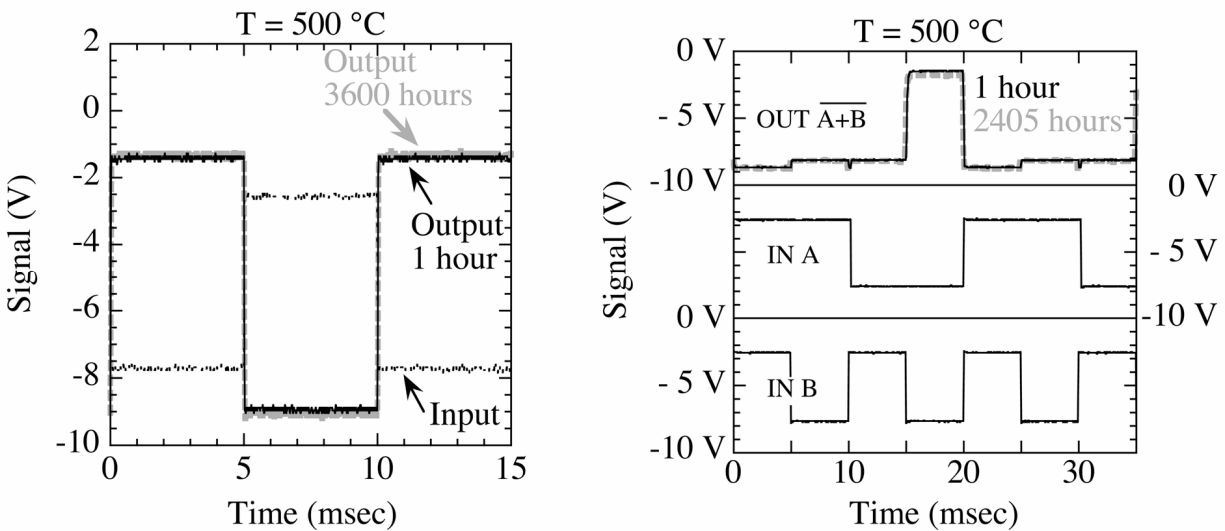 T = 500 °C
2
0
-2
-4
-6
-8
-10
Signal (V)
Output
3600 hours
Output
1 hour
Input
0
5
10
15
Time (msec)
T = 500 °C
0 V
- 5 V
-10 V
0 V
- 5 V
-10 V
Signal (V)
OUT A+B
1 hour
2405 hours
IN A
IN B
0 V
- 5 V
-10 V
0
10
20
30
Time (msec)